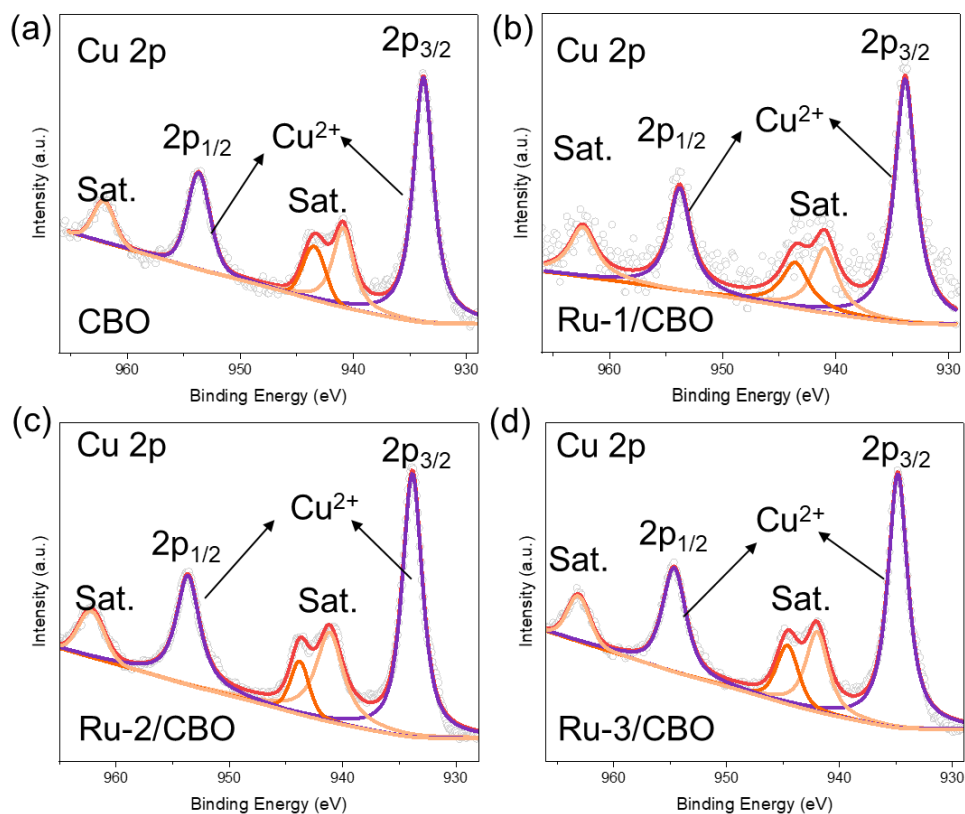 (a)
Cu 2p
2p3/2
2p1/2
Cu2+
Sat.
Sat.
CBO
Intensity (a.u.)
960 950 940 930
Binding Energy (eV)
(b)
Cu 2p
2p3/2
2p1/2
Cu2+
Sat.
Sat.
Ru-1/CBO
Intensity (a.u.)
960 950 940 930
Binding Energy (eV)
(c)
Cu 2p
2p3/2
Cu2+
2p1/2
Sat.
Sat.
Ru-2/CBO
Intensity (a.u.)
960 950 940 930
Binding Energy (eV)
(d)
Cu 2p
2p3/2
Cu2+
2p1/2
Sat.
Sat.
Ru-3/CBO
Intensity (a.u.)
960 950 940 930
Binding Energy (eV)